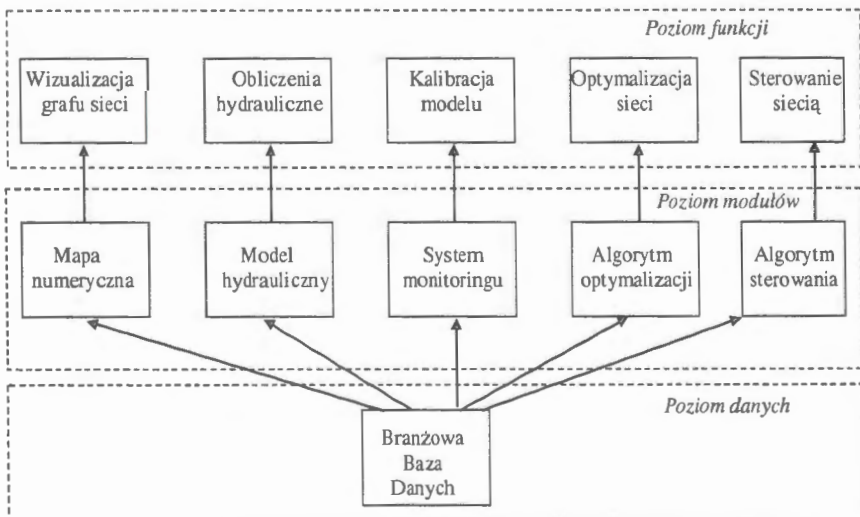 Poziom funkcji
Wizualizacja
grafu sieci
Obliczenia
hydrauliczne
Kalibracja
modelu
Optymalizacja
sieci
Sterowanie
siecią
Poziom modułów
Mapa
numeryczna
Model
hydrauliczny
System
monitoringu
Algorytm
optymalizacji
Algorytm
sterowania
Poziom danych
Branżowa
Baza
Danych